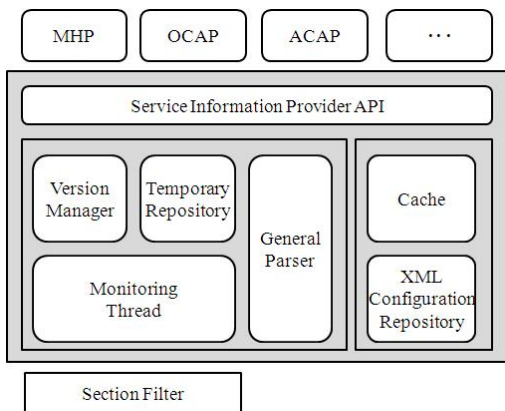 MHP
OCAP
ACAP
...
Service Information Provider API
Version
Manager
Temporary
Repository
General
Parser
Monitoring
Thread
Cache
XML
Configuration
Repository
Section Filter